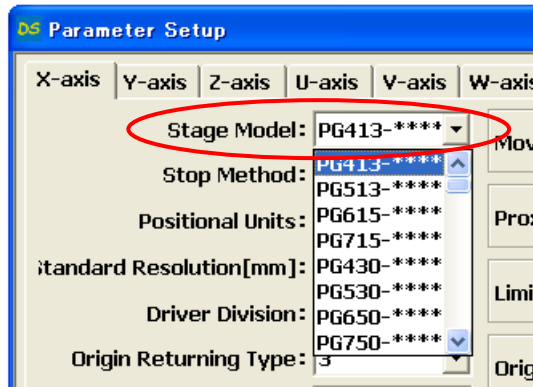 DS Parameter Setup
X-axis Y-axis Z-axis U-axis V-axis W-axis
Stage Model: PG413-****
Mov
Stop Method: PG413-****
PG513-****
Positional Units: PG615-****
Prox
PG715-****
Standard Resolution[mm]: PG430-****
PG530-****
Limi
Driver Division: PG650-****
PG750-****
Origin Returning Type: 3
Orig